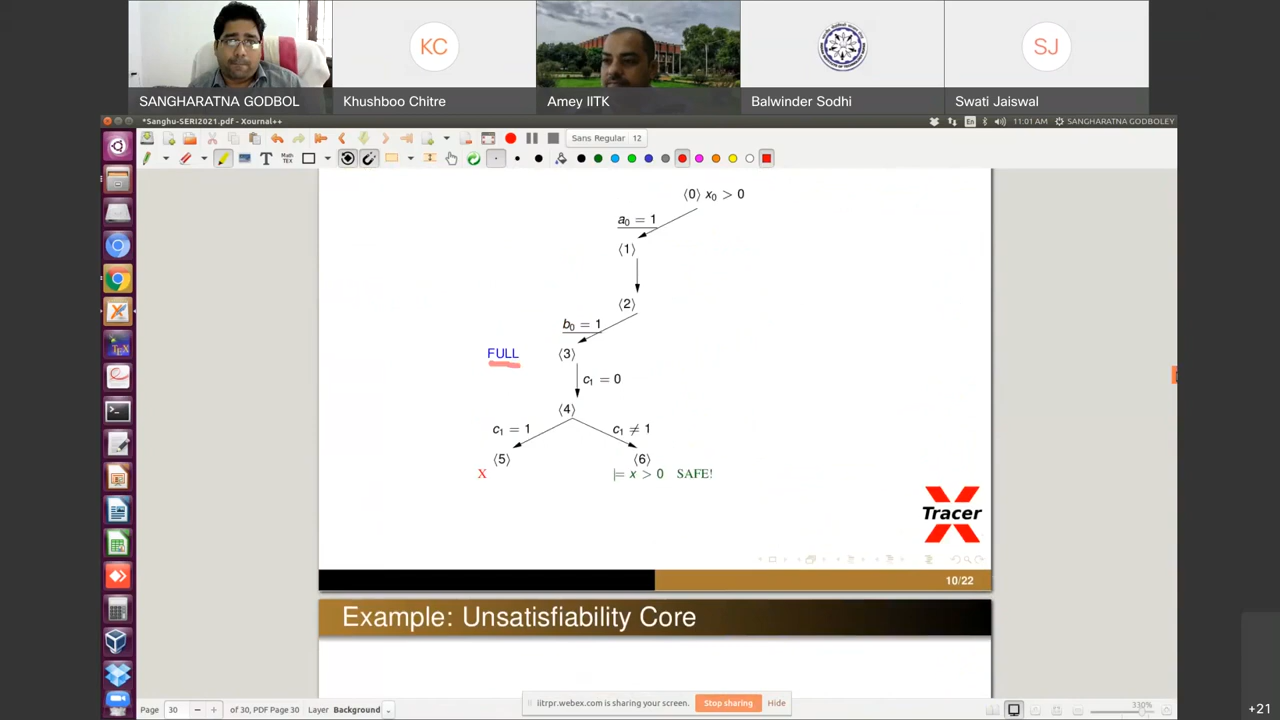 KC
SJ
SANGHARATNA GODBOL
Khushboo Chitre
Amey IITK
Balwinder Sodhi
Swati Jaiswal
*Sanghu-SERI2021.pdf - Xournal++
En
11:01 AM
SANGHARATNA GODBOLEY
Sans Regular 12
⟨0⟩ x₀ > 0
a₀ = 1
⟨1⟩
⟨2⟩
b₀ = 1
FULL
⟨3⟩
c₁ = 0
⟨4⟩
c₁ = 1
c₁ ≠ 1
⟨5⟩
⟨6⟩
X
|= x > 0 SAFE!
Tracer
10/22
Example: Unsatisfiability Core
iitrpr.webex.com is sharing your screen.
Stop sharing
Hide
Page 30 of 30, PDF Page 30 Layer Background
330%
+21